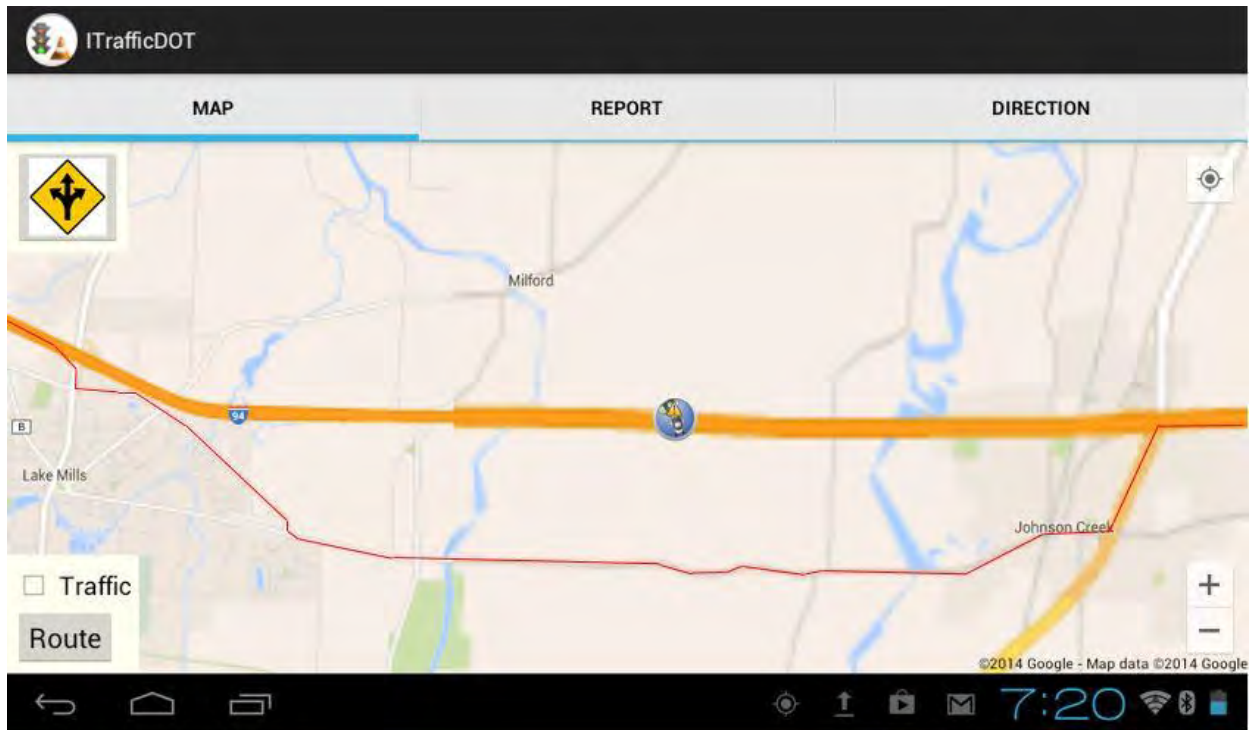 ITrafficDOT
MAP REPORT DIRECTION
Milford
94
B
Lake Mills
Johnson Creek
Traffic
Route
+
−
©2014 Google - Map data ©2014 Google
7:20